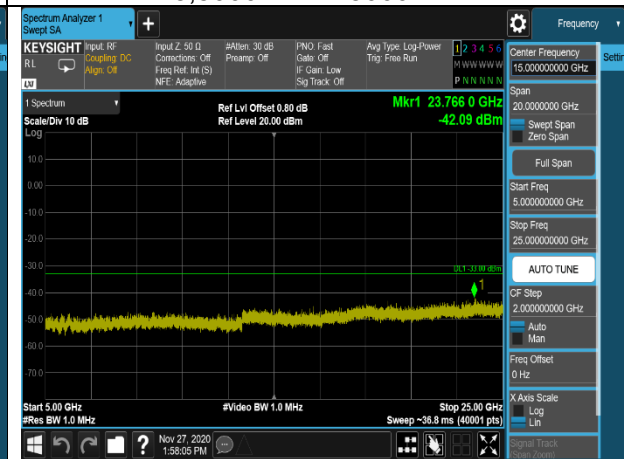 Spectrum Analyzer 1
Swept SA
+
Frequency
KEYSIGHT
RL
LXI
Input: RF
Coupling: DC
Align: Off
Input Z: 50 Ω
Corrections: Off
Freq Ref: Int (S)
NFE: Adaptive
#Atten: 30 dB
Preamp: Off
PNO: Fast
Gate: Off
IF Gain: Low
Sig Track: Off
Avg Type: Log-Power
Trig: Free Run
1 2 3 4 5 6
M W W W W W
P N N N N N
1 Spectrum
Scale/Div 10 dB
Log
Ref Lvl Offset 0.80 dB
Ref Level 20.00 dBm
Mkr1 23.766 0 GHz
-42.09 dBm
10.0
0.00
-10.0
-20.0
-30.0
-40.0
-50.0
-60.0
-70.0
DL1 -33.00 dBm
1
Start 5.00 GHz
#Res BW 1.0 MHz
#Video BW 1.0 MHz
Stop 25.00 GHz
Sweep ~36.8 ms (40001 pts)
Center Frequency
15.000000000 GHz
Settin
Span
20.0000000 GHz
Swept Span
Zero Span
Full Span
Start Freq
5.000000000 GHz
Stop Freq
25.000000000 GHz
AUTO TUNE
CF Step
2.000000000 GHz
Auto
Man
Freq Offset
0 Hz
X Axis Scale
Log
Lin
Signal Track
(Span Zoom)
?
Nov 27, 2020
1:58:05 PM